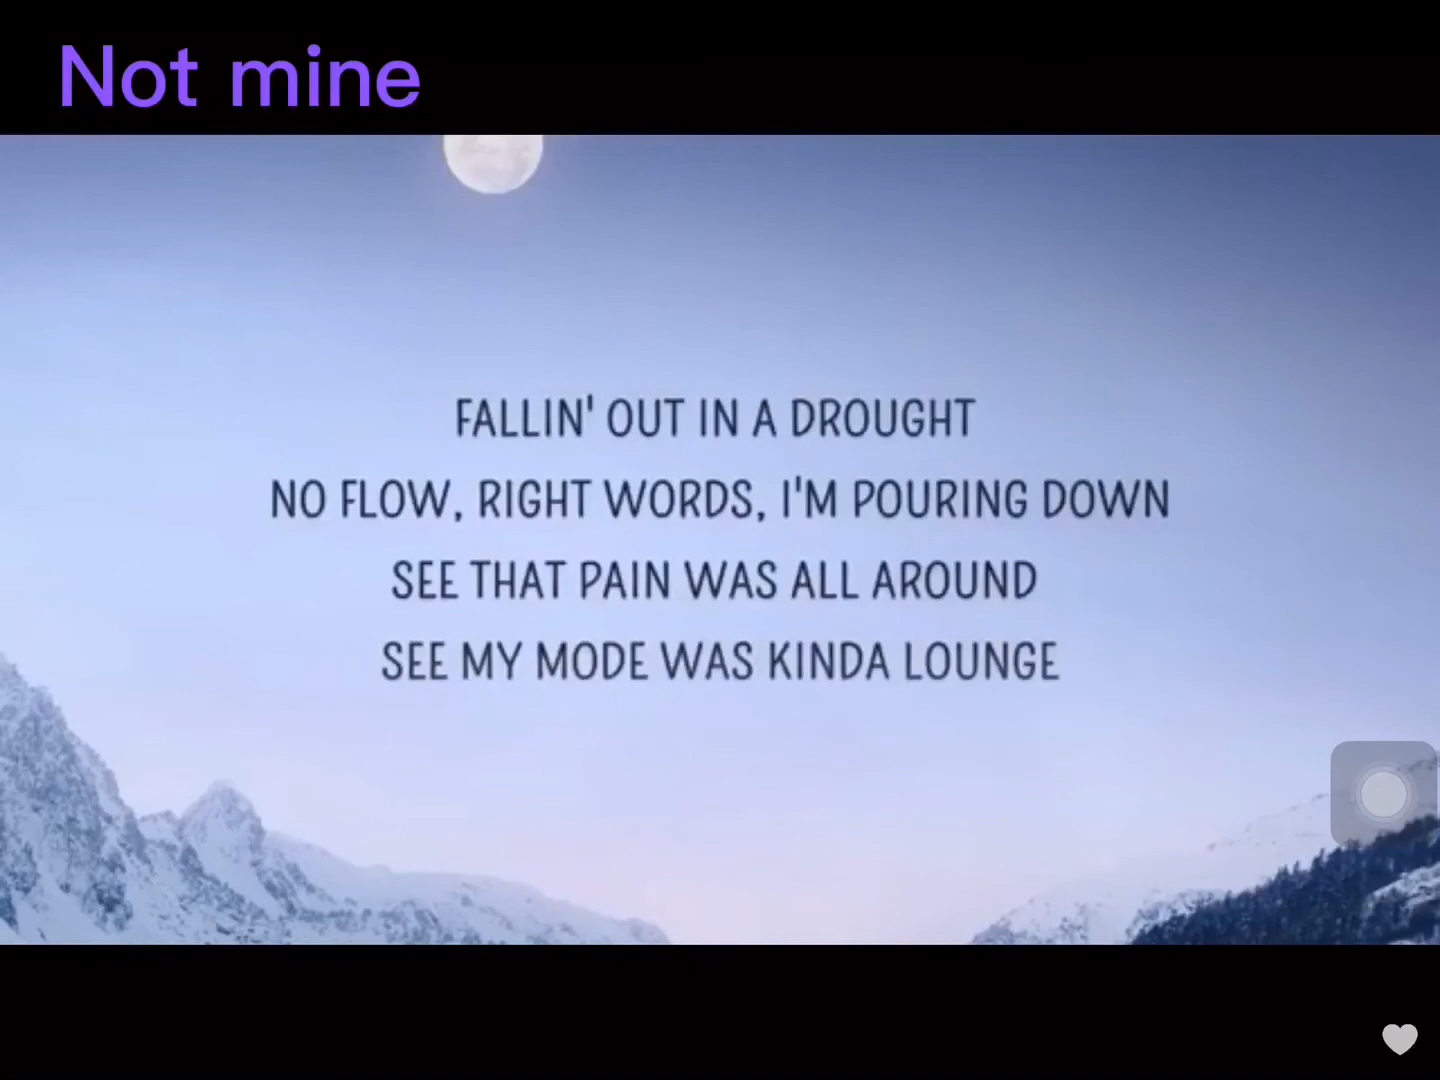 Not mine
FALLIN' OUT IN A DROUGHT
NO FLOW, RIGHT WORDS, I'M POURING DOWN
SEE THAT PAIN WAS ALL AROUND
SEE MY MODE WAS KINDA LOUNGE